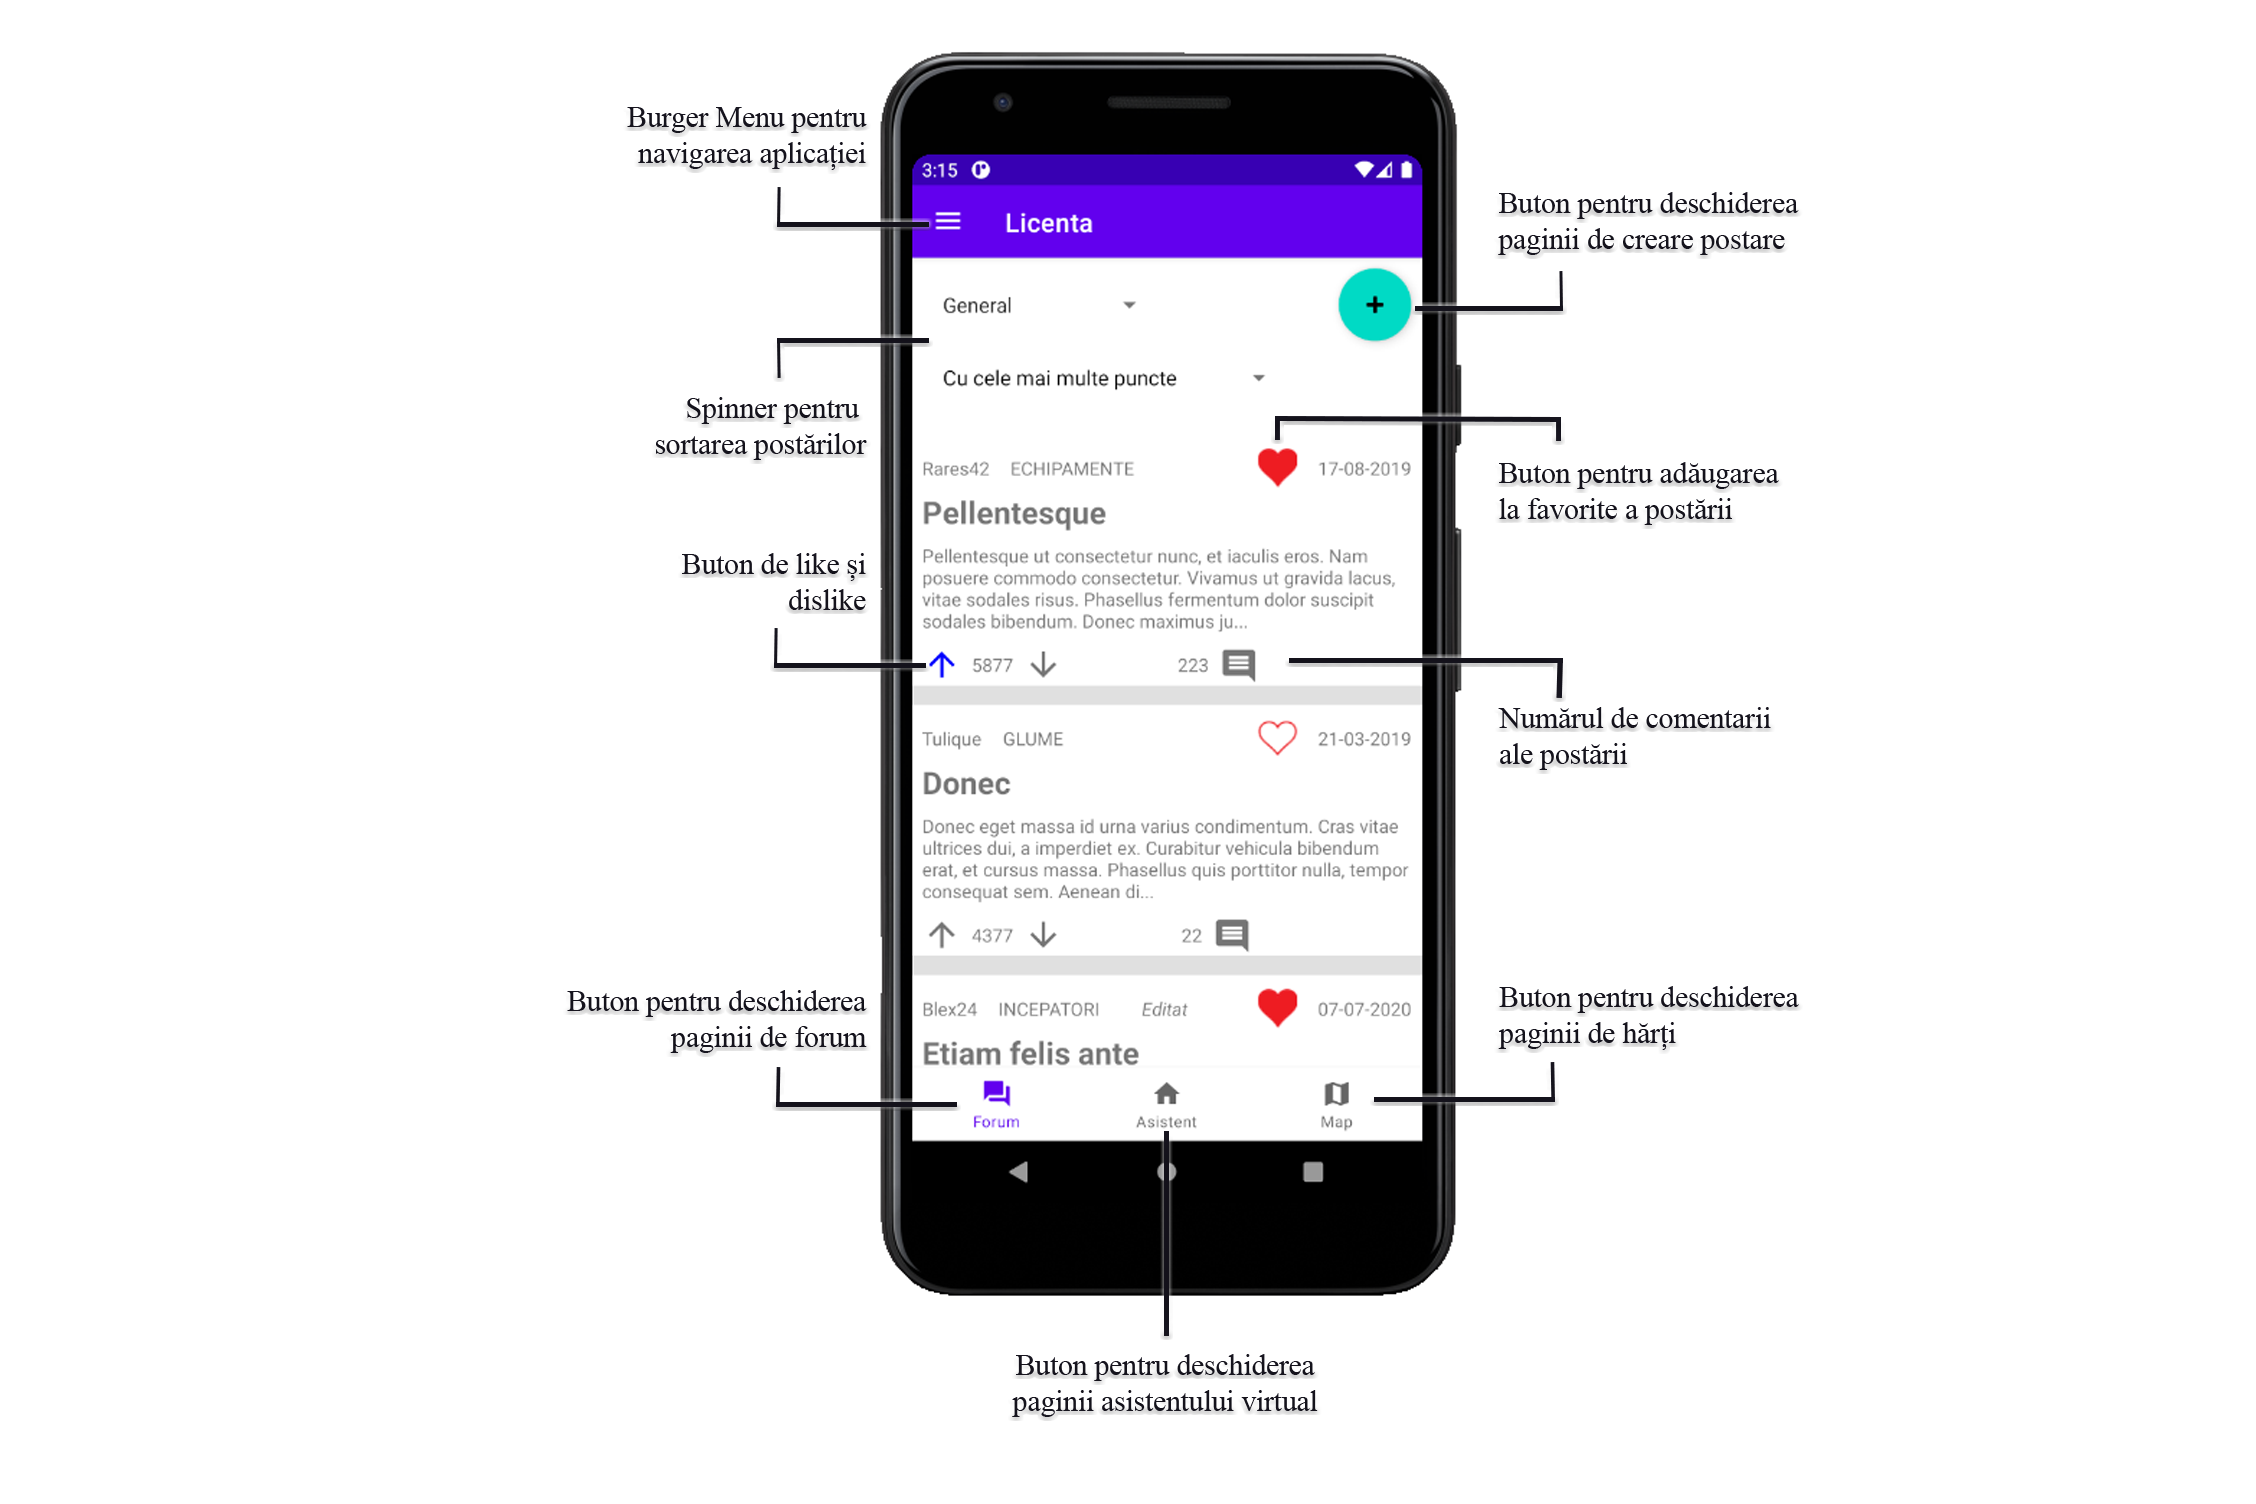 Burger Menu pentru
navigarea aplicației
3:15
Licenta
Buton pentru deschiderea
paginii de creare postare
General
+
Spinner pentru
sortarea postărilor
Cu cele mai multe puncte
Rares42 ECHIPAMENTE 17-08-2019
Buton pentru adăugarea
la favorite a postării
Pellentesque
Pellentesque ut consectetur nunc, et iaculis eros. Nam
posuere commodo consectetur. Vivamus ut gravida lacus,
vitae sodales risus. Phasellus fermentum dolor suscipit
sodales bibendum. Donec maximus ju...
Buton de like și
dislike
5877 223
Numărul de comentarii
ale postării
Tulique GLUME 21-03-2019
Donec
Donec eget massa id urna varius condimentum. Cras vitae
ultrices dui, a imperdiet ex. Curabitur vehicula bibendum
erat, et cursus massa. Phasellus quis porttitor nulla, tempor
consequat sem. Aenean di...
4377 22
Buton pentru deschiderea
paginii de forum
Blex24 INCEPATORI Editat 07-07-2020
Etiam felis ante
Buton pentru deschiderea
paginii de hărți
Forum Asistent Map
Buton pentru deschiderea
paginii asistentului virtual